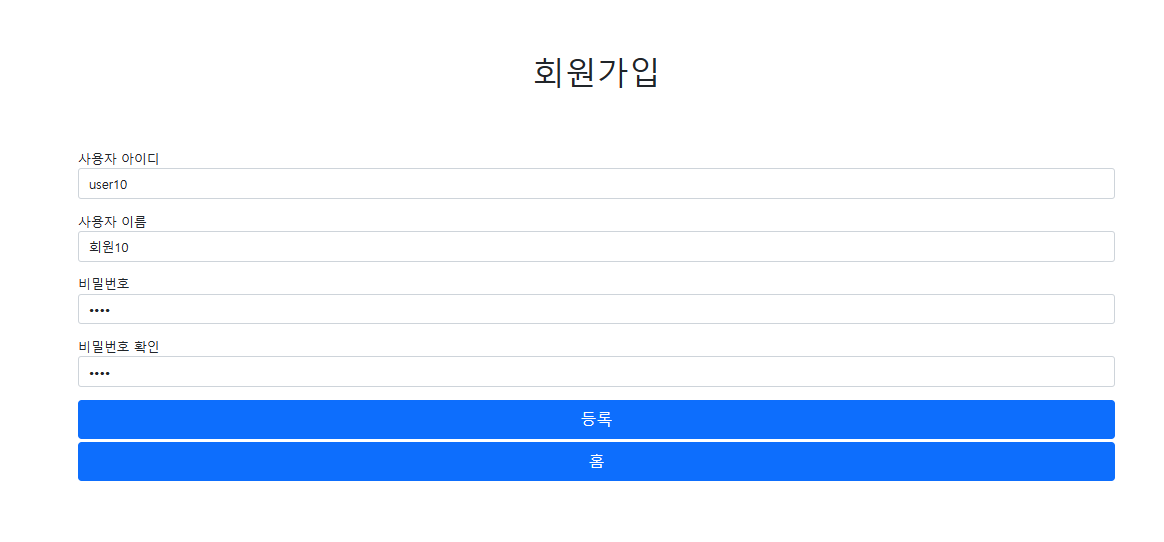 회원가입
사용자 아이디
user10
사용자 이름
회원10
비밀번호
••••
비밀번호 확인
••••
등록
홈